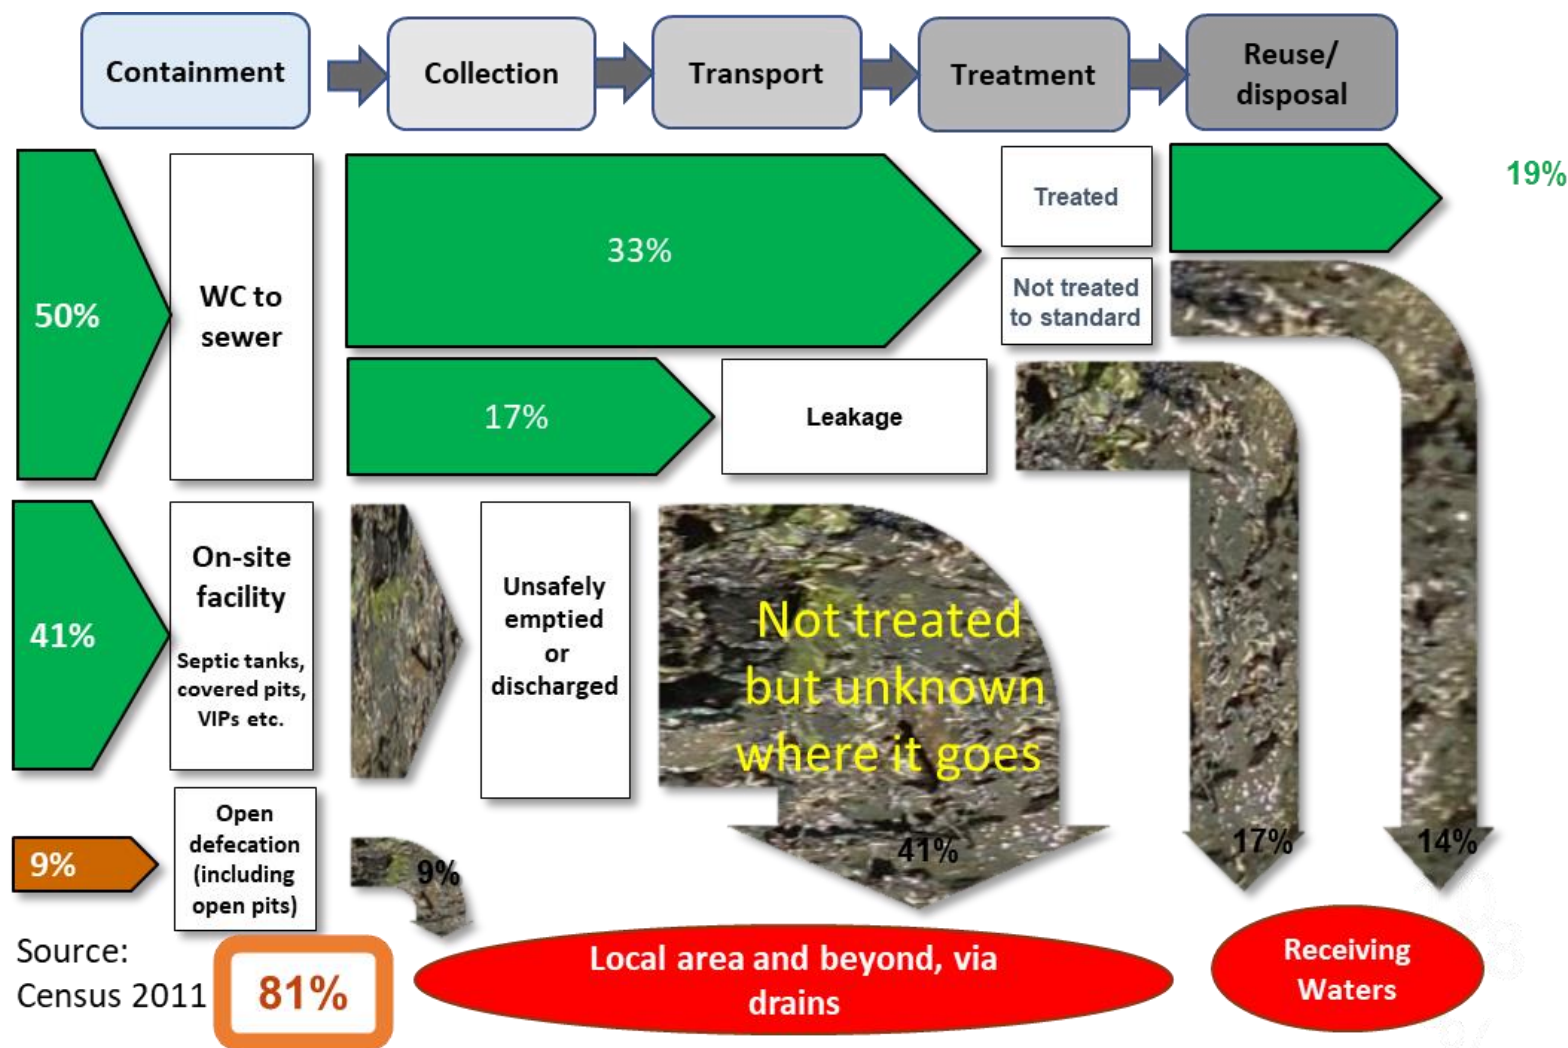 Containment
Collection
Transport
Treatment
Reuse/
disposal
50%
WC to
sewer
33%
Treated
19%
Not treated
to standard
17%
Leakage
41%
On-site
facility
Septic tanks,
covered pits,
VIPs etc.
Unsafely
emptied
or
discharged
Not treated
but unknown
where it goes
41%
17%
14%
9%
Open
defecation
(including
open pits)
9%
Source:
Census 2011
81%
Local area and beyond, via
drains
Receiving
Waters